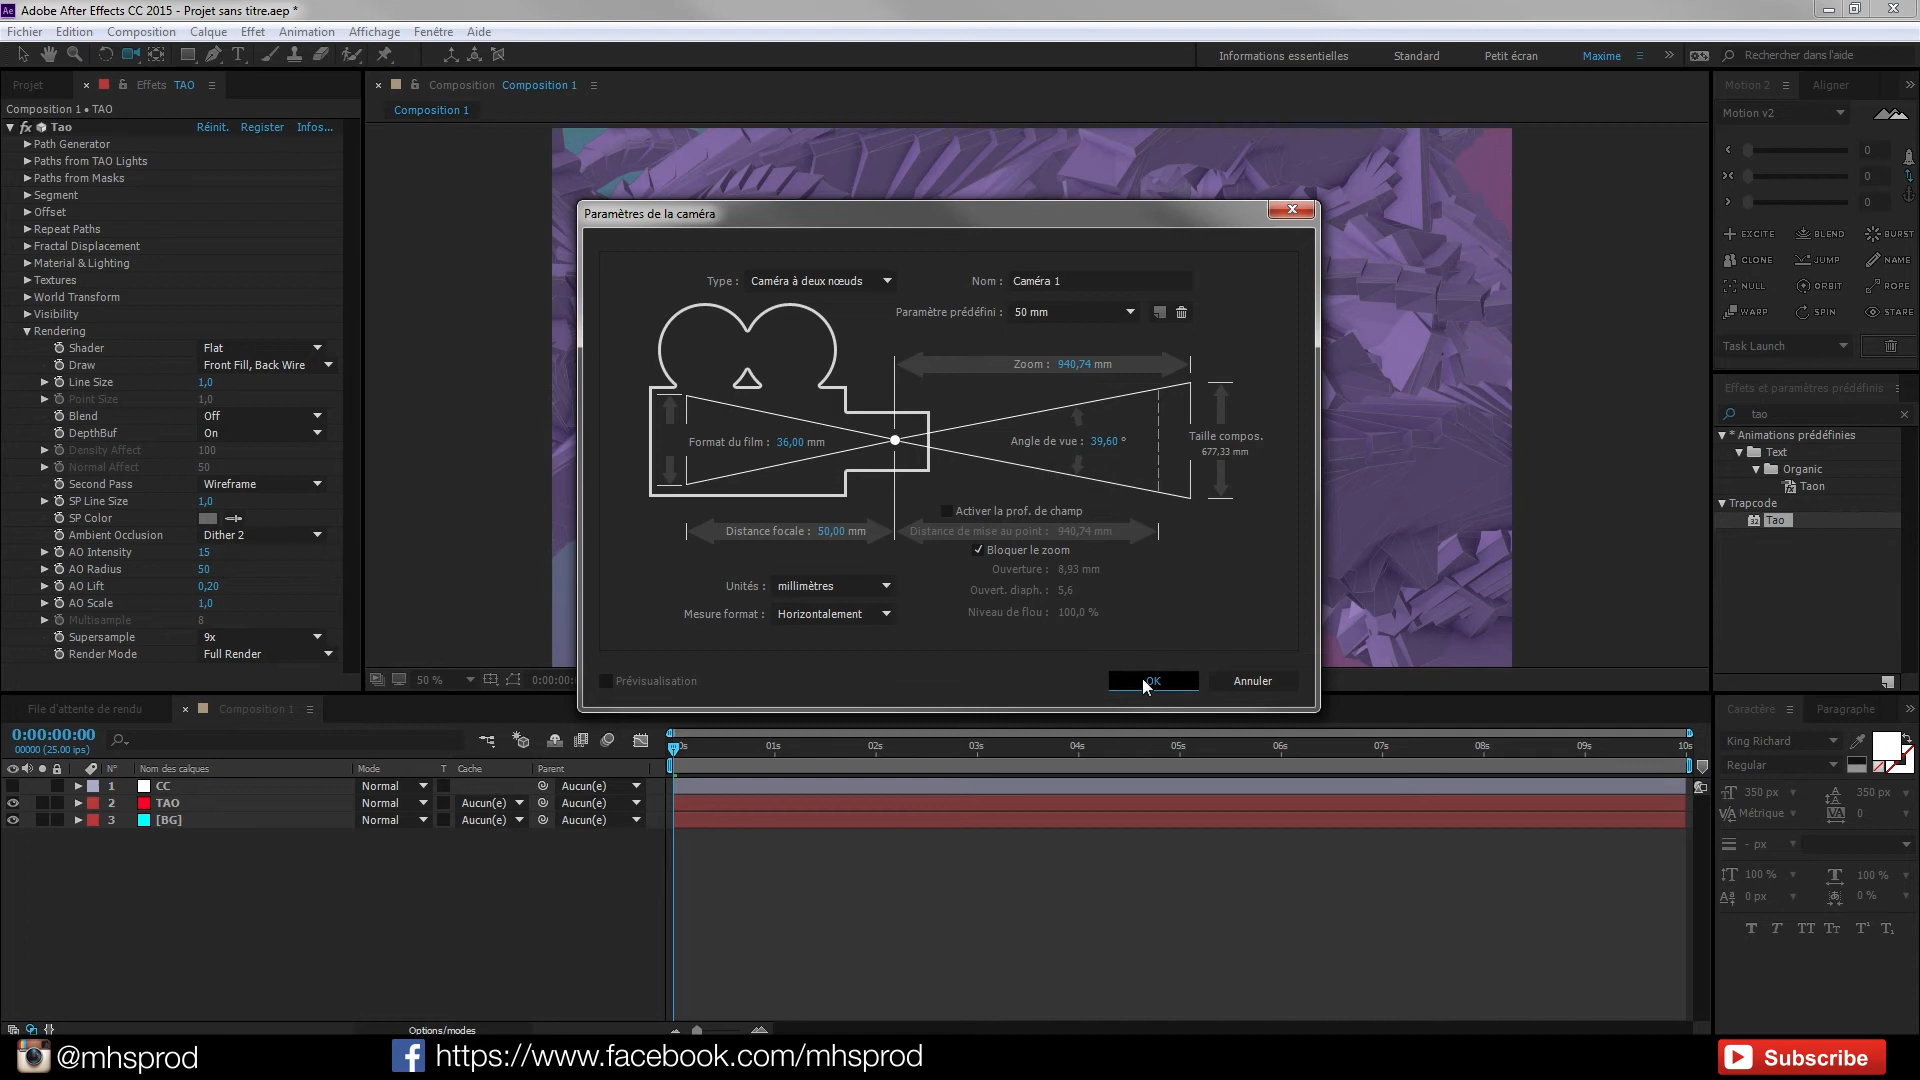 Adobe After Effects CC 2015 - Projet sans titre.aep *
Fichier Edition Composition Calque Effet Animation Affichage Fenêtre Aide
Informations essentielles Standard Petit écran Maxime Rechercher dans l'aide
Projet Effets TAO
Composition 1 • TAO
Tao Réinit. Register Infos...
Path Generator
Paths from TAO Lights
Paths from Masks
Segment
Offset
Repeat Paths
Fractal Displacement
Material & Lighting
Textures
World Transform
Visibility
Rendering
Shader Flat
Draw Front Fill, Back Wire
Line Size 1,0
Point Size 1,0
Blend Off
DepthBuf On
Density Affect 100
Normal Affect 50
Second Pass Wireframe
SP Line Size 1,0
SP Color
Ambient Occlusion Dither 2
AO Intensity 15
AO Radius 50
AO Lift 0,20
AO Scale 1,0
Multisample 8
Supersample 9x
Render Mode Full Render
Composition Composition 1
Composition 1
Paramètres de la caméra
Type : Caméra à deux nœuds Nom : Caméra 1
Paramètre prédéfini : 50 mm
Zoom : 940,74 mm
Format du film : 36,00 mm Angle de vue : 39,60 ° Taille compos.
677,33 mm
Activer la prof. de champ
Distance focale : 50,00 mm Distance de mise au point : 940,74 mm
Bloquer le zoom
Ouverture : 8,93 mm
Unités : millimètres Ouvert. diaph. : 5,6
Mesure format : Horizontalement Niveau de flou : 100,0 %
Prévisualisation OK Annuler
50 % 0:00:00:0
Motion 2 Aligner
Motion v2
0
0
0
EXCITE BLEND BURST
CLONE JUMP NAME
NULL ORBIT ROPE
WARP SPIN STARE
Task Launch
Effets et paramètres prédéfinis
tao
* Animations prédéfinies
Text
Organic
Taon
Trapcode
32 Tao
File d'attente de rendu Composition 1
0:00:00:00
00000 (25.00 ips)
0s 01s 02s 03s 04s 05s 06s 07s 08s 09s 10s
N° Nom des calques Mode T Cache Parent
1 CC Normal Aucun(e)
2 TAO Normal Aucun(e) Aucun(e)
3 [BG] Normal Aucun(e) Aucun(e)
Options/modes
Caractère Paragraphe
King Richard
Regular
350 px 350 px
Métrique 0
- px
100 % 100 %
0 px 0 %
T T TT Tt T¹ T₁
@mhsprod https://www.facebook.com/mhsprod Subscribe